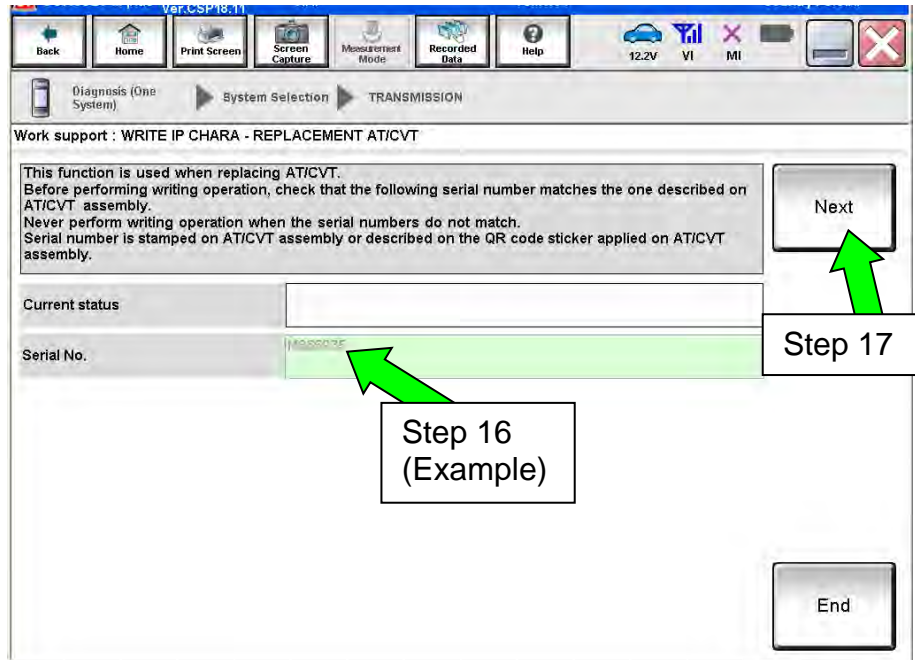 Ver.CSP18.11
Back
Home
Print Screen
Screen Capture
Measurement Mode
Recorded Data
Help
12.2V
VI
MI
Diagnosis (One System)
System Selection
TRANSMISSION
Work support : WRITE IP CHARA - REPLACEMENT AT/CVT
This function is used when replacing AT/CVT.
Before performing writing operation, check that the following serial number matches the one described on
AT/CVT assembly.
Never perform writing operation when the serial numbers do not match.
Serial number is stamped on AT/CVT assembly or described on the QR code sticker applied on AT/CVT
assembly.
Next
Current status
Serial No.
Step 17
Step 16
(Example)
End